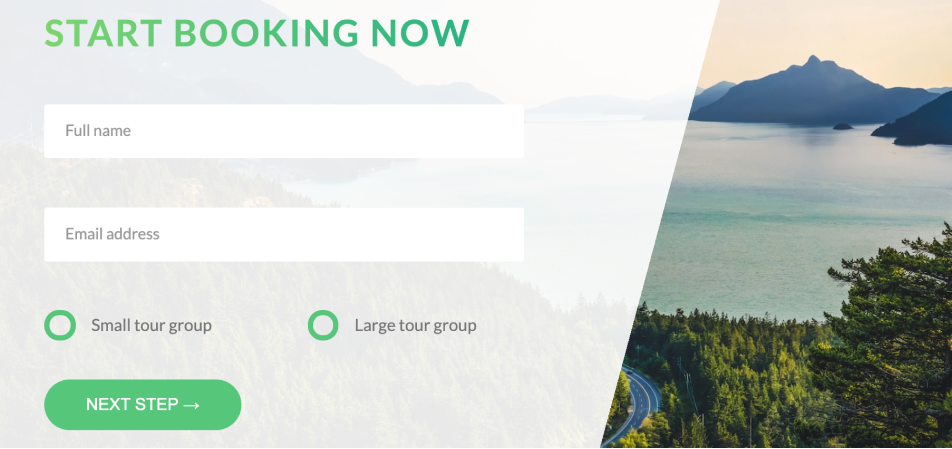 START BOOKING NOW
Full name
Email address
Small tour group Large tour group
NEXT STEP →